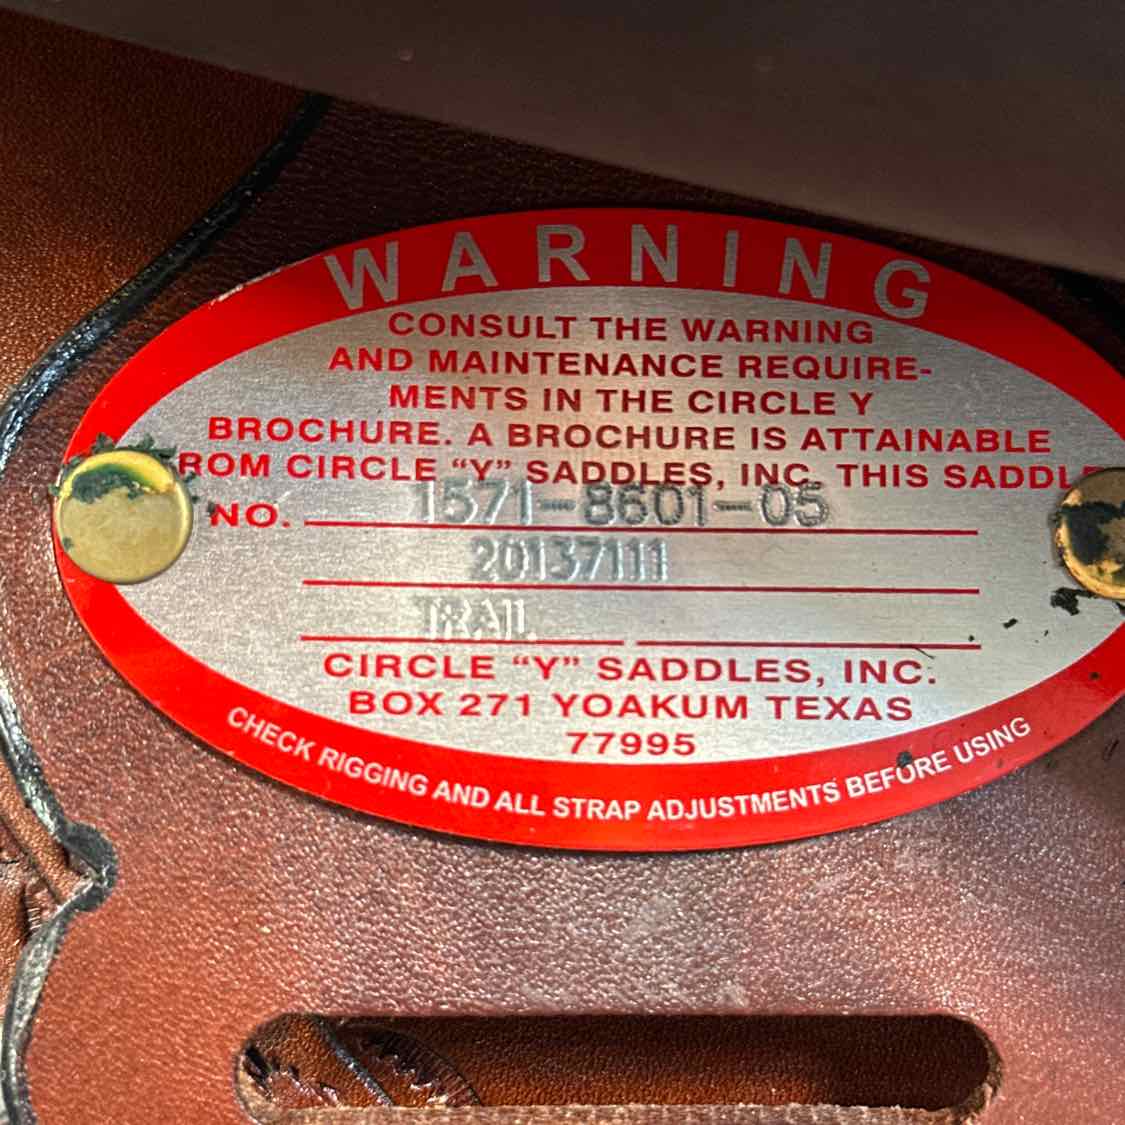 WARNING
CONSULT THE WARNING
AND MAINTENANCE REQUIRE-
MENTS IN THE CIRCLE Y
BROCHURE. A BROCHURE IS ATTAINABLE
ROM CIRCLE “Y” SADDLES, INC. THIS SADDL
NO. 1571-8601-05
20137111
TRAIL
CIRCLE “Y” SADDLES, INC.
BOX 271 YOAKUM TEXAS
77995
CHECK RIGGING AND ALL STRAP ADJUSTMENTS BEFORE USING